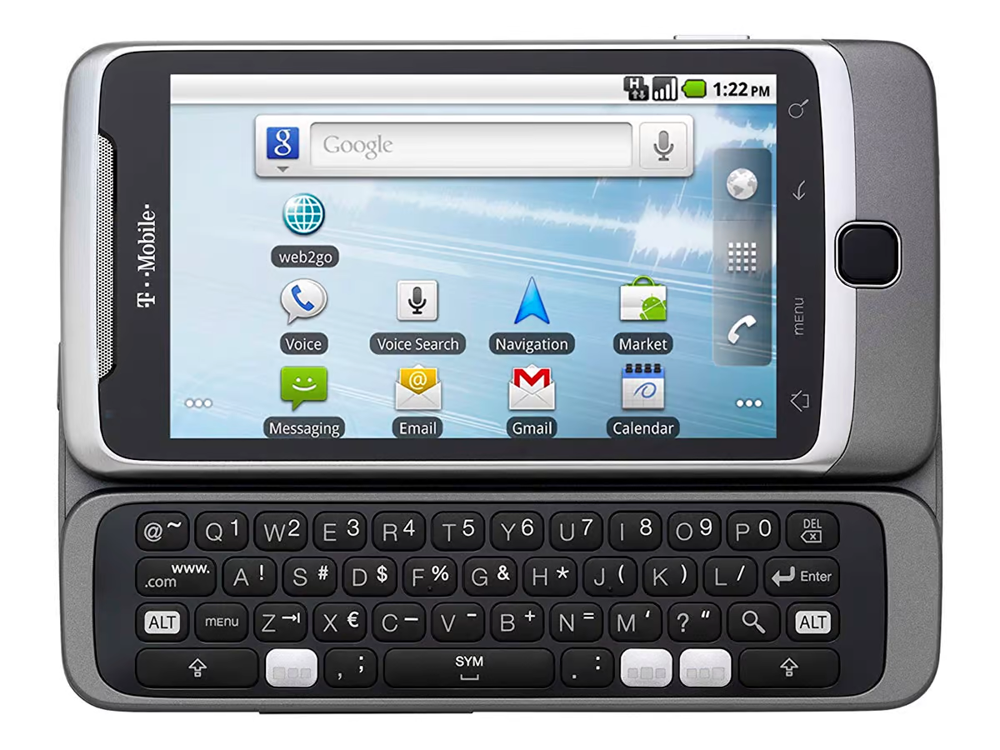 H 1:22 PM
g Google
T··Mobile·
web2go
Voice Voice Search Navigation Market
Messaging Email Gmail Calendar
MENU
@ ~ Q 1 W 2 E 3 R 4 T 5 Y 6 U 7 I 8 O 9 P 0 DEL
.com www. A ! S # D $ F % G & H * J ( K ) L / Enter
ALT MENU Z X € C – V - B + N = M ' ? " ALT
, ; SYM . :